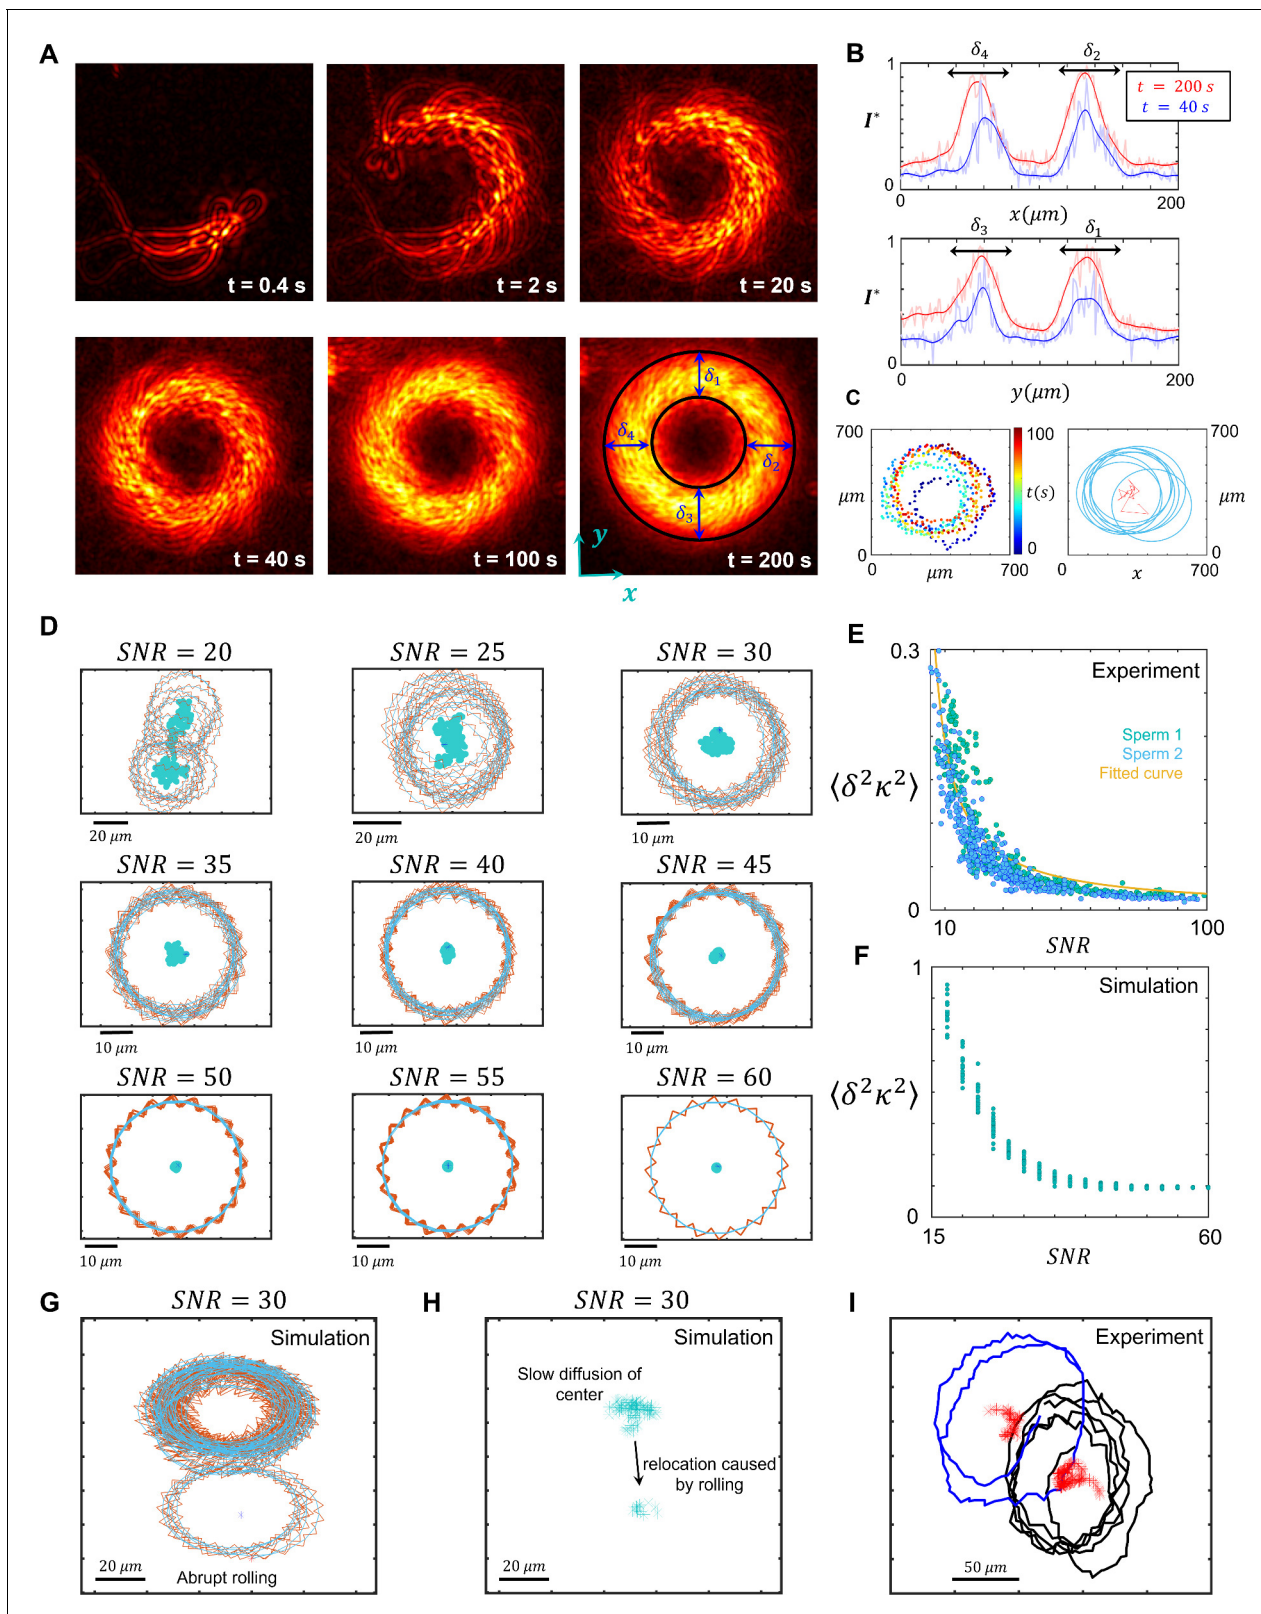 A
t = 0.4 s
t = 2 s
t = 20 s
t = 40 s
t = 100 s
δ1
δ4
δ2
δ3
t = 200 s
y
x
B
δ4
δ2
1
t = 200 s
t = 40 s
I*
1
0
x(μm)
200
δ3
δ1
1
I*
1
0
y(μm)
200
C
700
μm
0
0
μm
700
100
t(s)
0
700
μm
0
0
x
700
D
SNR = 20
SNR = 25
SNR = 30
20 μm
20 μm
10 μm
SNR = 35
SNR = 40
SNR = 45
10 μm
10 μm
10 μm
SNR = 50
SNR = 55
SNR = 60
10 μm
10 μm
10 μm
E
0.3
Experiment
Sperm 1
Sperm 2
Fitted curve
⟨δ²κ²⟩
0
10
100
SNR
F
1
Simulation
⟨δ²κ²⟩
0
15
60
SNR
G
SNR = 30
Simulation
20 μm
Abrupt rolling
H
SNR = 30
Simulation
Slow diffusion of
center
relocation caused
by rolling
20 μm
I
Experiment
50 μm